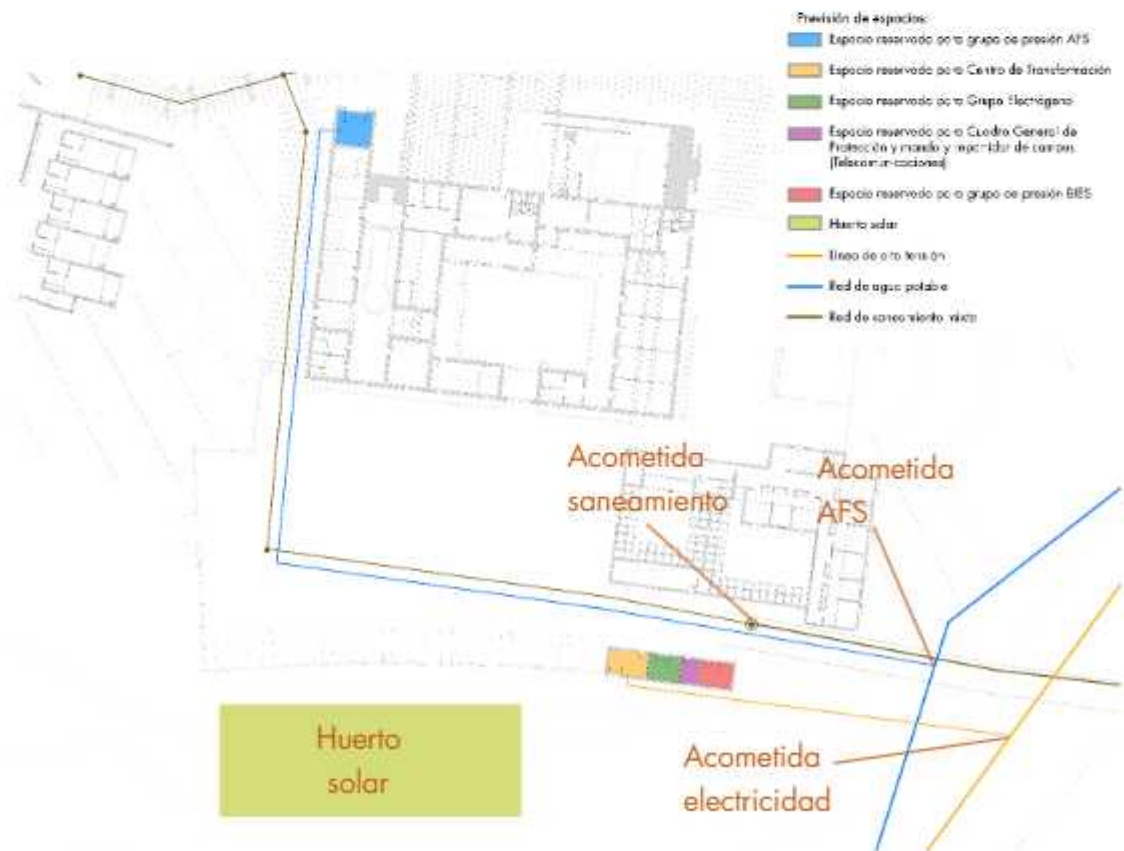 Previsión de espacios:
Espacio reservado para grupo de presión AFS
Espacio reservado para Centro de Transformación
Espacio reservado para Grupo Electrógeno
Espacio reservado para Cuadro General de
Protección y mando y repartidor de campus
(Telecomunicaciones)
Espacio reservado para grupo de presión BIES
Huerto solar
Línea de alta tensión
Red de agua potable
Red de saneamiento mixta
Acometida
saneamiento
Acometida
AFS
Huerto
solar
Acometida
electricidad